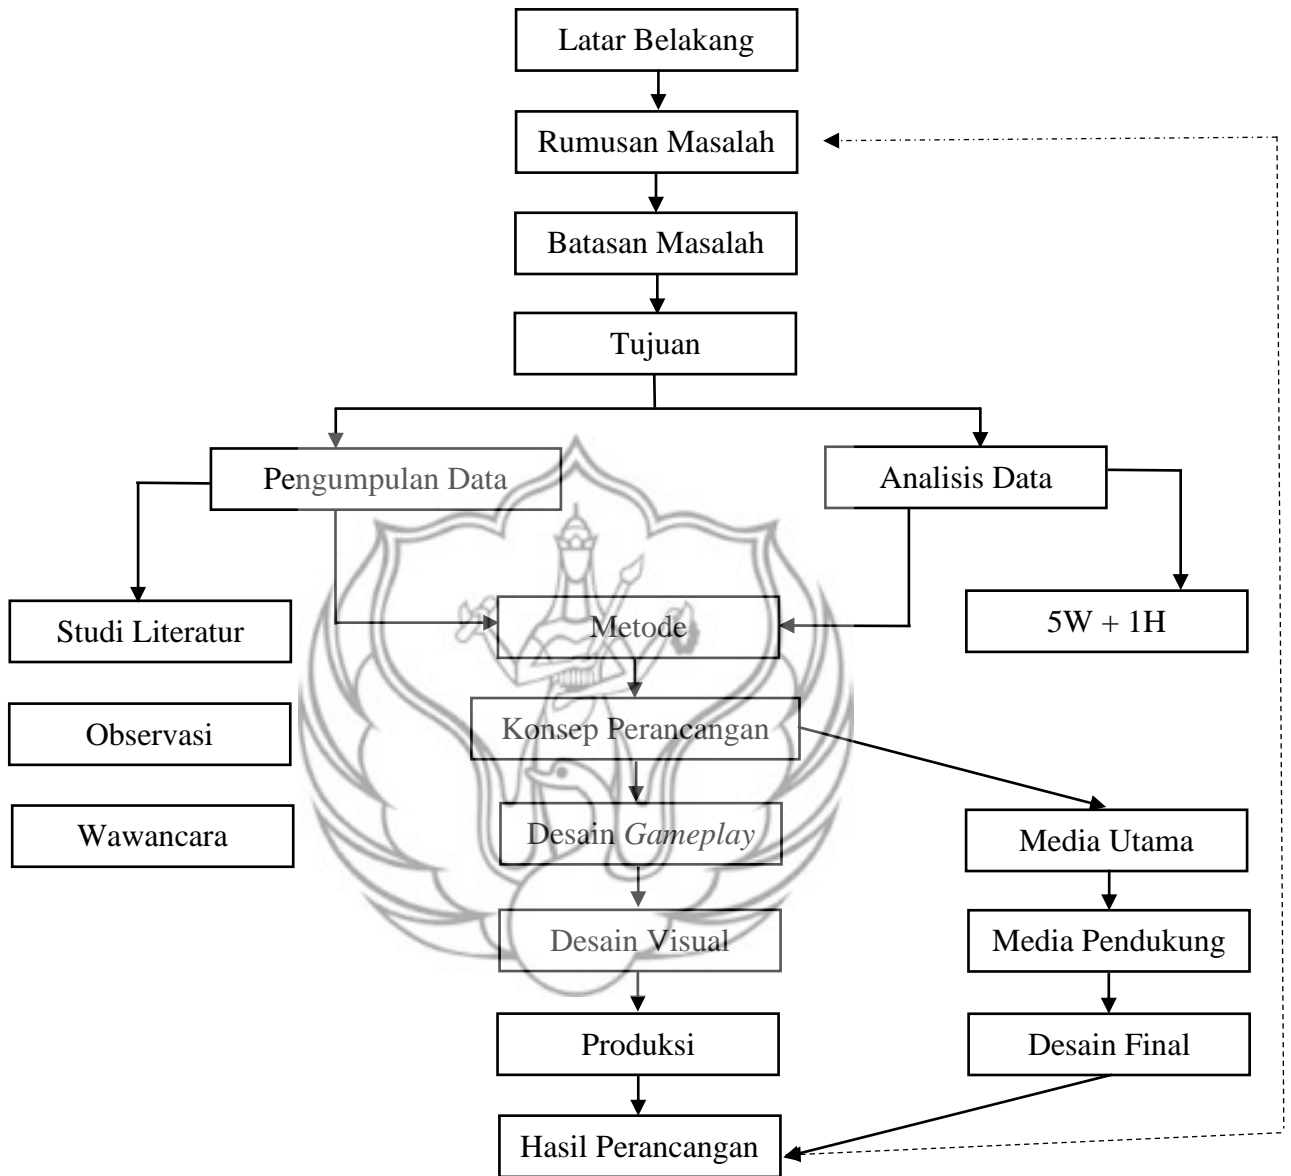 Latar Belakang
Rumusan Masalah
Batasan Masalah
Tujuan
Pengumpulan Data
Analisis Data
Studi Literatur
Metode
5W + 1H
Observasi
Konsep Perancangan
Wawancara
Desain Gameplay
Media Utama
Desain Visual
Media Pendukung
Produksi
Desain Final
Hasil Perancangan